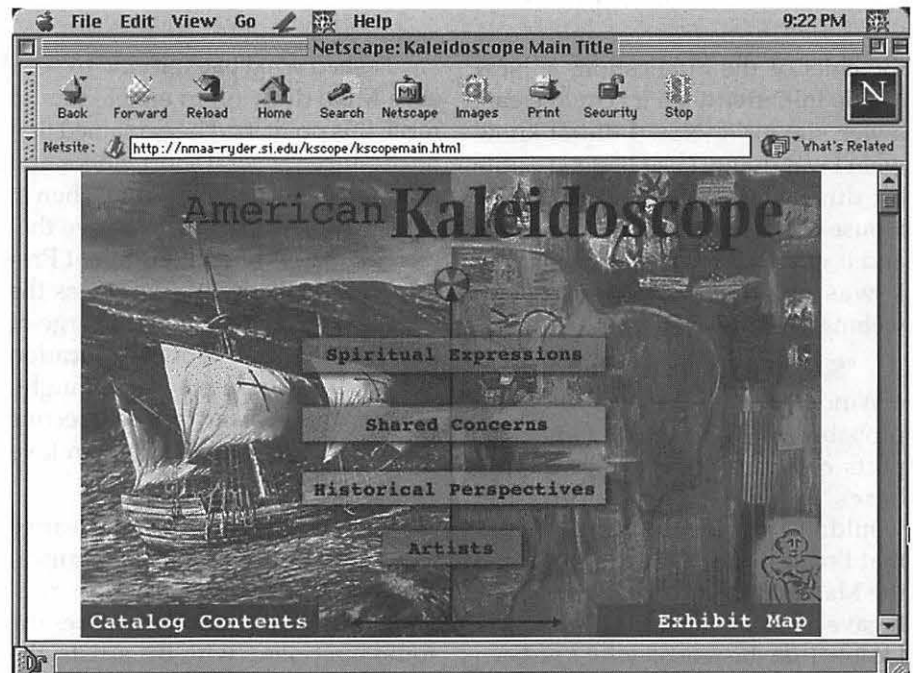 File Edit View Go Help 9:22 PM
Netscape: Kaleidoscope Main Title
Back Forward Reload Home Search Netscape Images Print Security Stop
My
N
Netsite: http://nmaa-ryder.si.edu/kscope/kscopemain.html What's Related
American Kaleidoscope
Spiritual Expressions
Shared Concerns
Historical Perspectives
Artists
Catalog Contents Exhibit Map